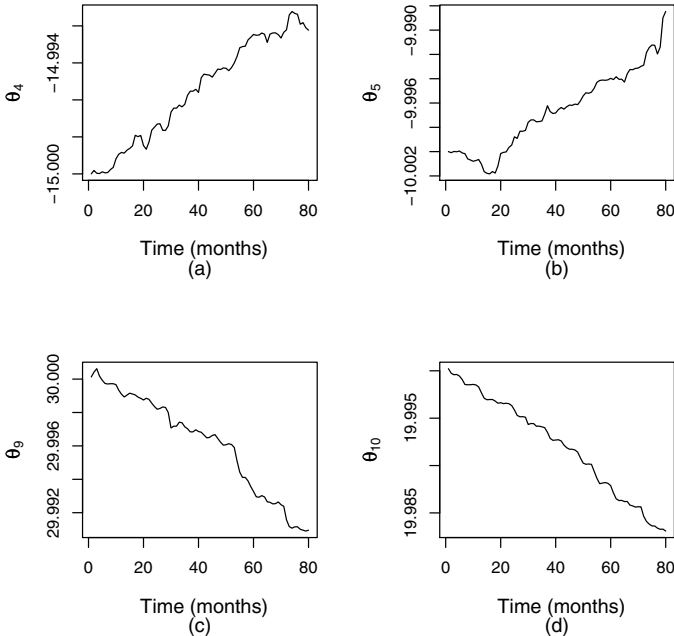 θ4
−15.000 −14.994
0 20 40 60 80
Time (months)
(a)
θ5
−10.002 −9.996 −9.990
0 20 40 60 80
Time (months)
(b)
θ9
29.992 29.996 30.000
0 20 40 60 80
Time (months)
(c)
θ10
19.985 19.995
0 20 40 60 80
Time (months)
(d)